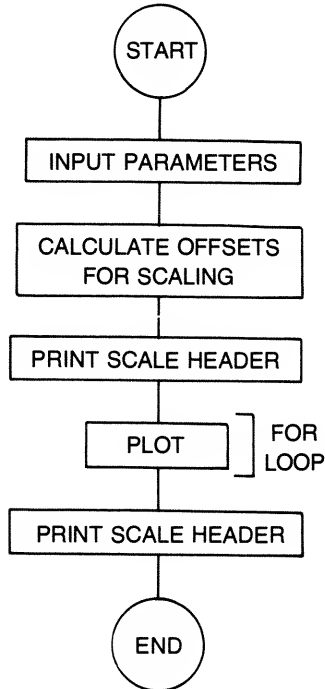 START
INPUT PARAMETERS
CALCULATE OFFSETS
FOR SCALING
PRINT SCALE HEADER
PLOT
FOR
LOOP
PRINT SCALE HEADER
END